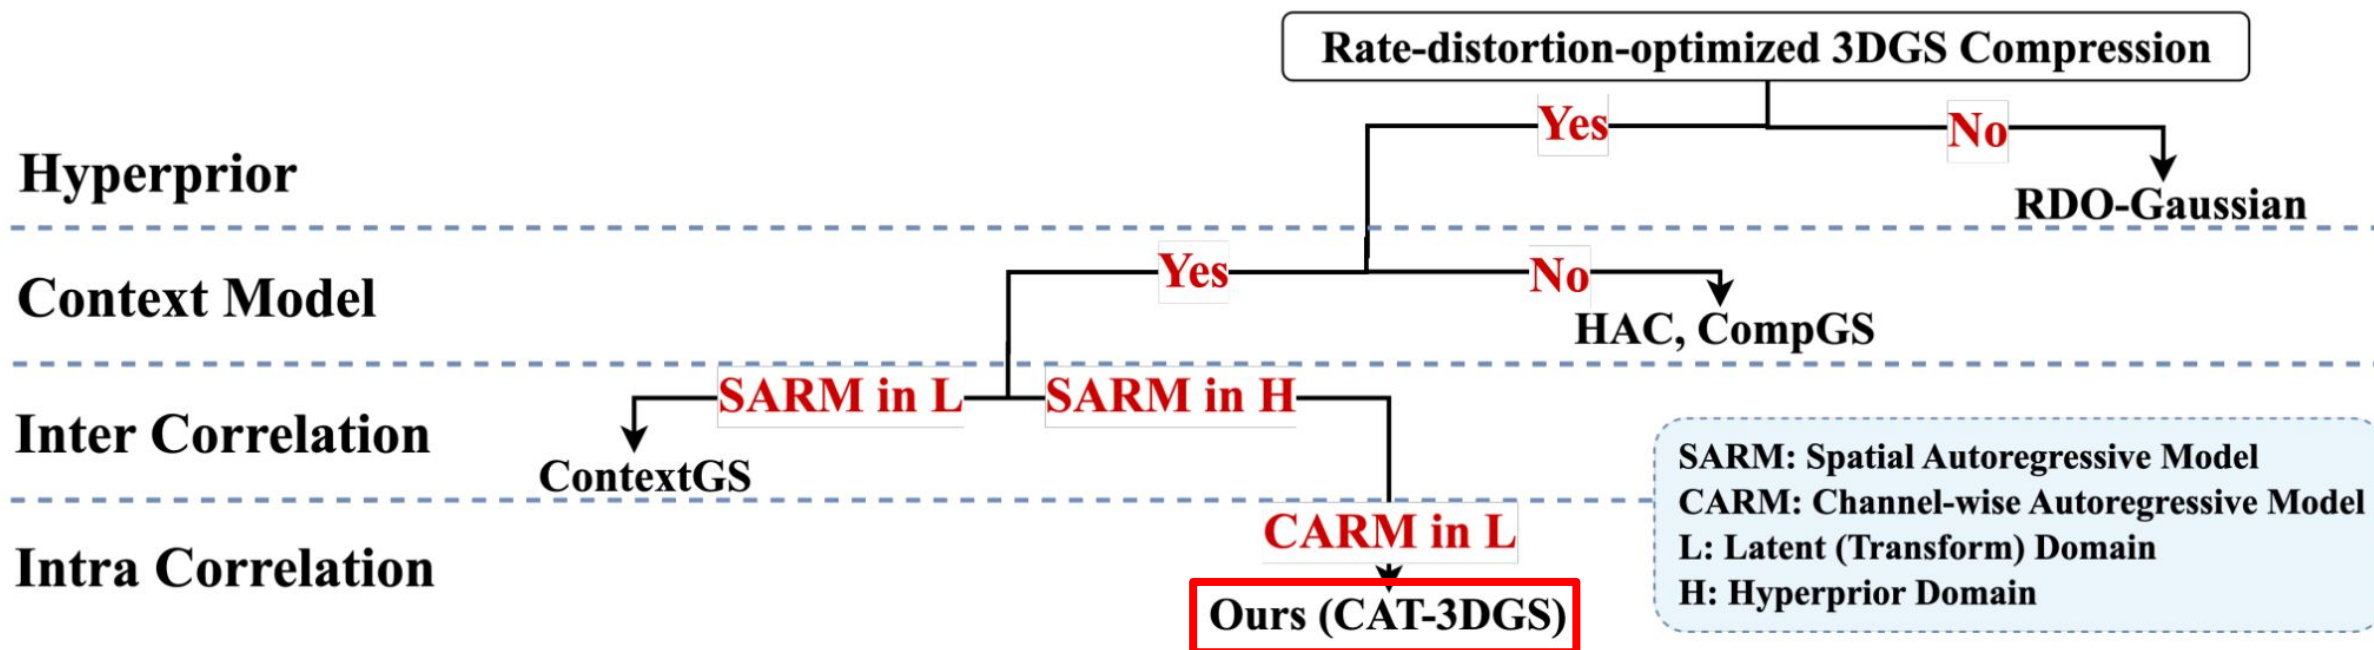 Rate-distortion-optimized 3DGS Compression
Yes
No
Hyperprior
RDO-Gaussian
Yes
No
Context Model
HAC, CompGS
SARM in L
SARM in H
Inter Correlation
ContextGS
CARM in L
Intra Correlation
Ours (CAT-3DGS)
SARM: Spatial Autoregressive Model
CARM: Channel-wise Autoregressive Model
L: Latent (Transform) Domain
H: Hyperprior Domain